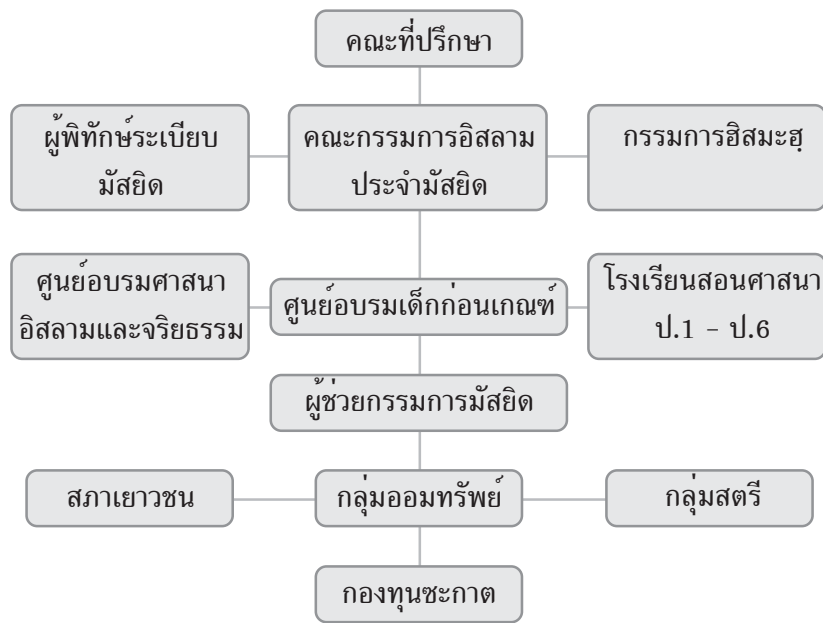 คณะที่ปรึกษา
ผู้พิทักษ์ระเบียบ
มัสยิด
คณะกรรมการอิสลาม
ประจำมัสยิด
กรรมการฮิสมะฮฺ
ศูนย์อบรมศาสนา
อิสลามและจริยธรรม
ศูนย์อบรมเด็กก่อนเกณฑ์
โรงเรียนสอนศาสนา
ป.1 - ป.6
ผู้ช่วยกรรมการมัสยิด
สภาเยาวชน
กลุ่มออมทรัพย์
กลุ่มสตรี
กองทุนซะกาต